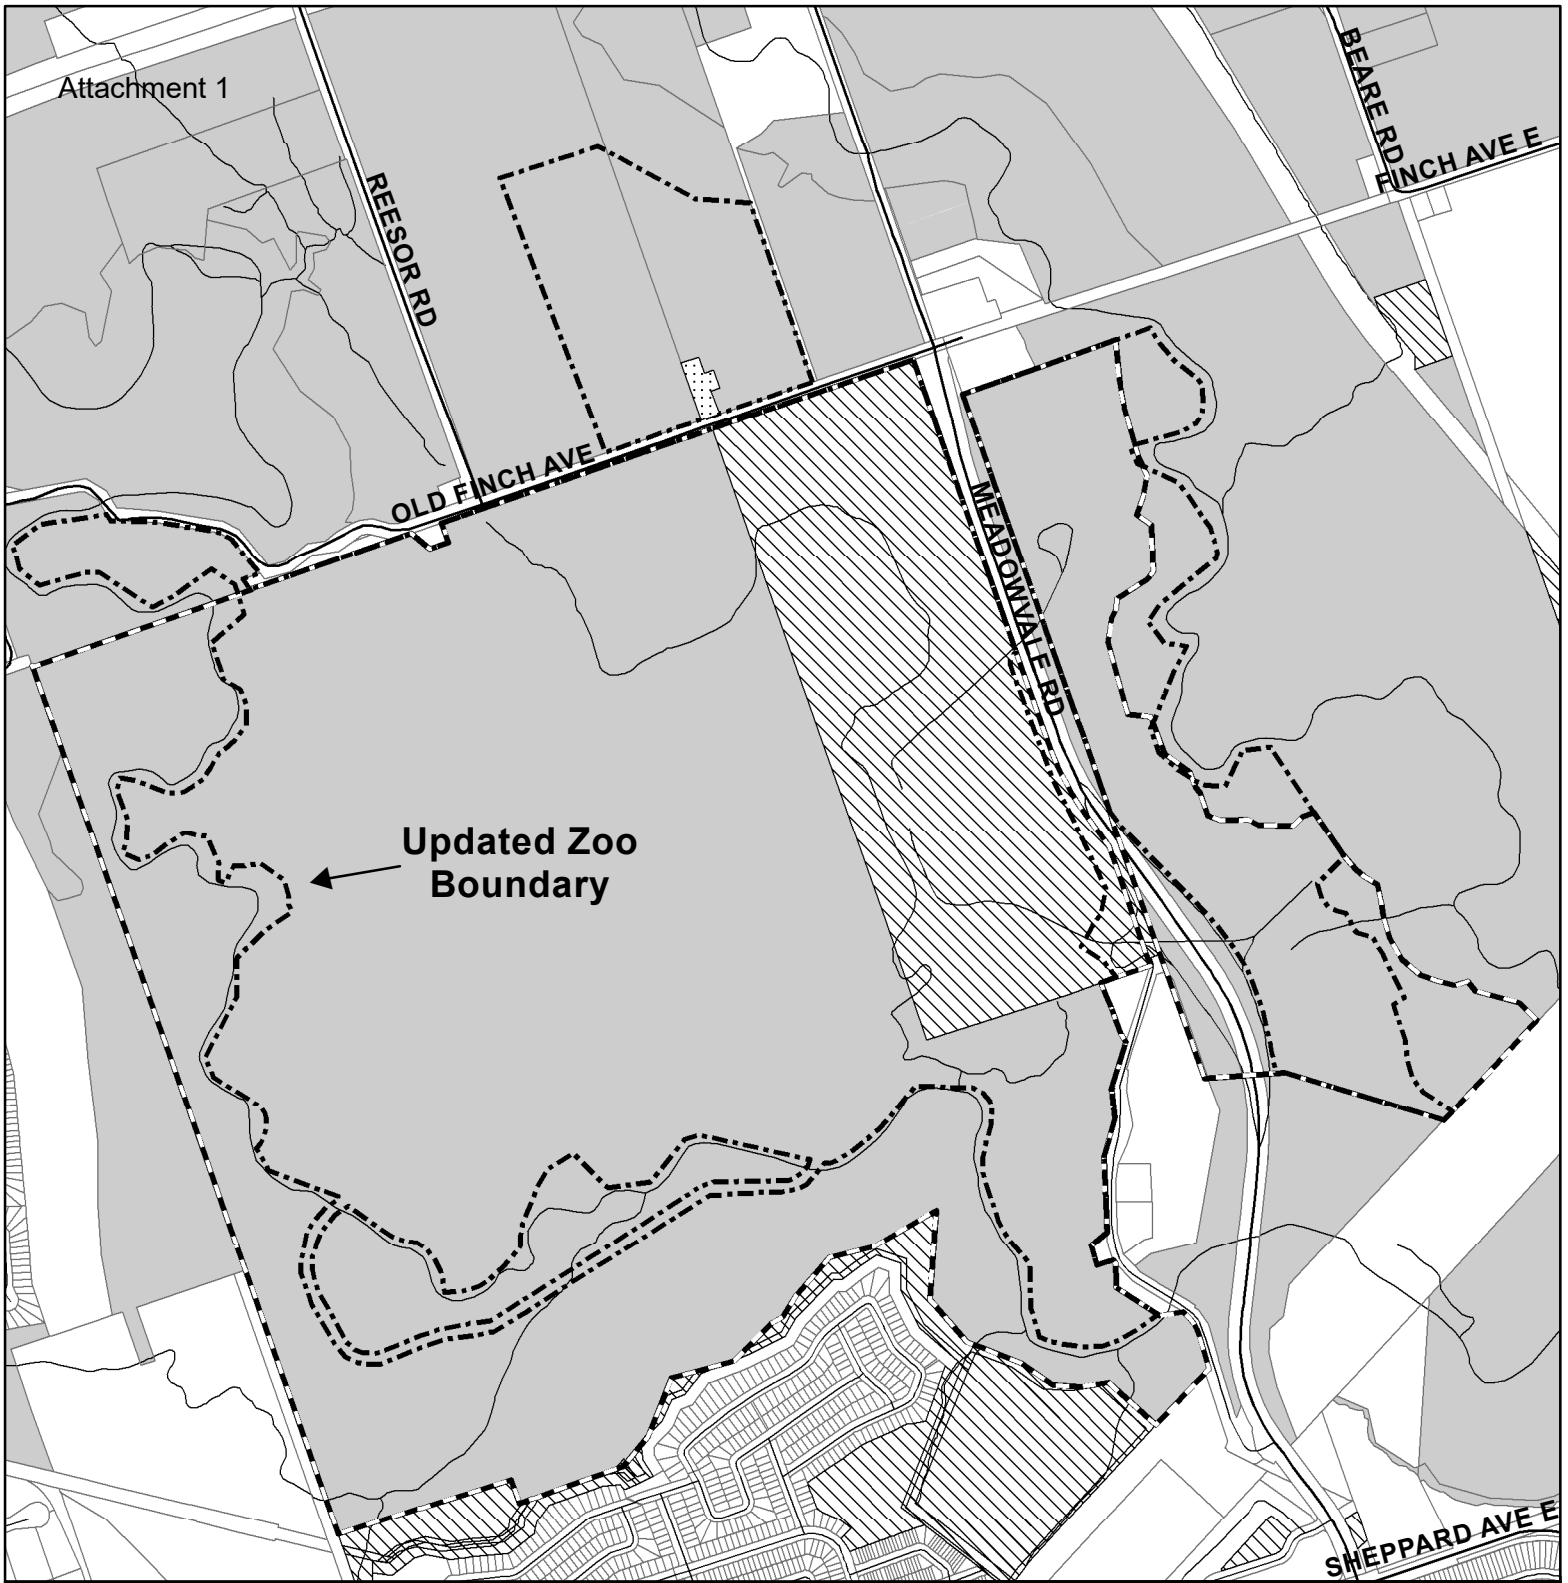 Attachment 1
BEARE RD
FINCH AVE E
REESOR RD
OLD FINCH AVE
MEADOWVALE RD
Updated Zoo
Boundary
SHEPPARD AVE E